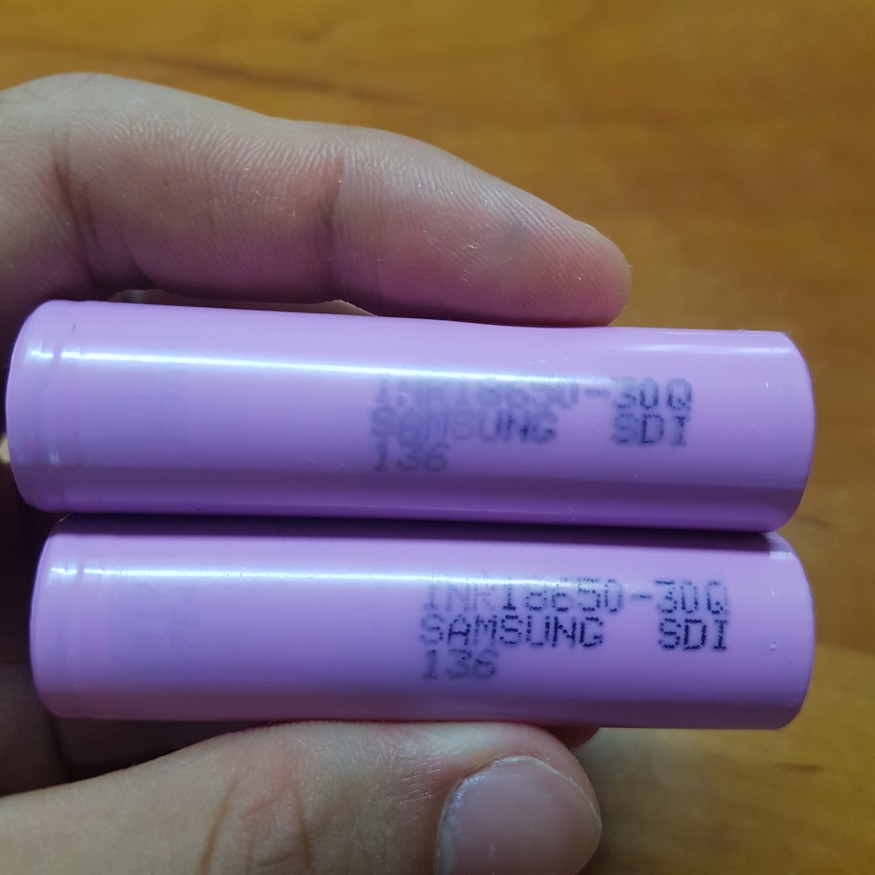 INR18650-30Q
SAMSUNG SDI
136
INR18650-30Q
SAMSUNG SDI
136